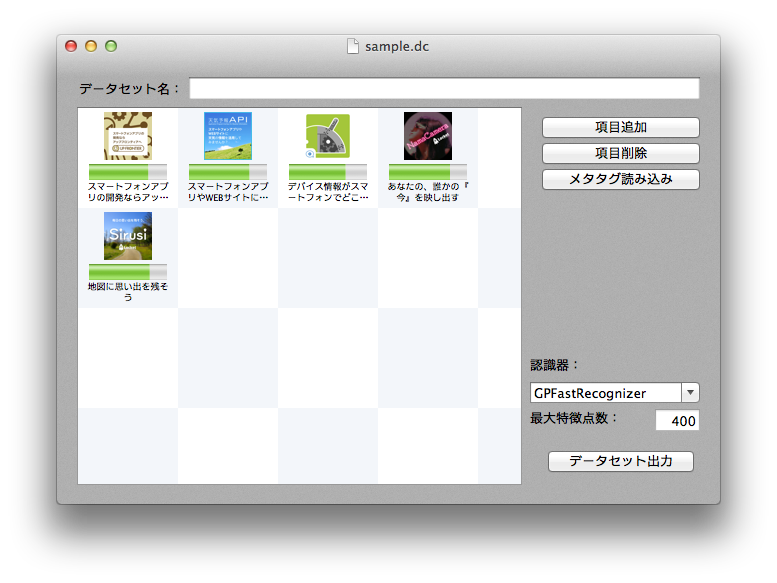 sample.dc
データセット名：
スマートフォンアプ
リの開発ならアッ…
スマートフォンアプ
リやWEBサイトに…
デバイス情報がスマ
ートフォンでどこ…
あなたの、誰かの『
今』を映し出す
API
NanaCamera
Sirusi
地図に思い出を残そ
う
項目追加
項目削除
メタタグ読み込み
認識器：
GPFastRecognizer
最大特徴点数：
400
データセット出力